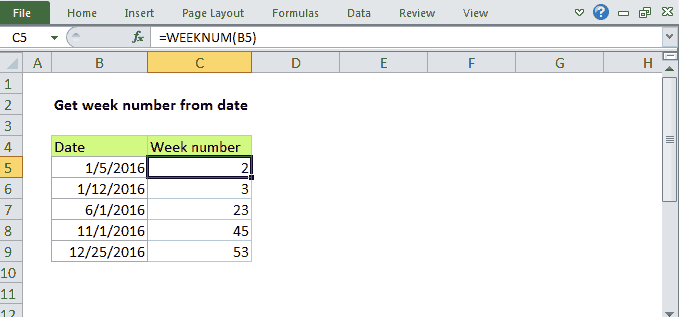 File Home Insert Page Layout Formulas Data Review View
C5 fx =WEEKNUM(B5)
A B C D E F G H
1
2 Get week number from date
3
4 Date Week number
5 1/5/2016 2
6 1/12/2016 3
7 6/1/2016 23
8 11/1/2016 45
9 12/25/2016 53
10
11
12